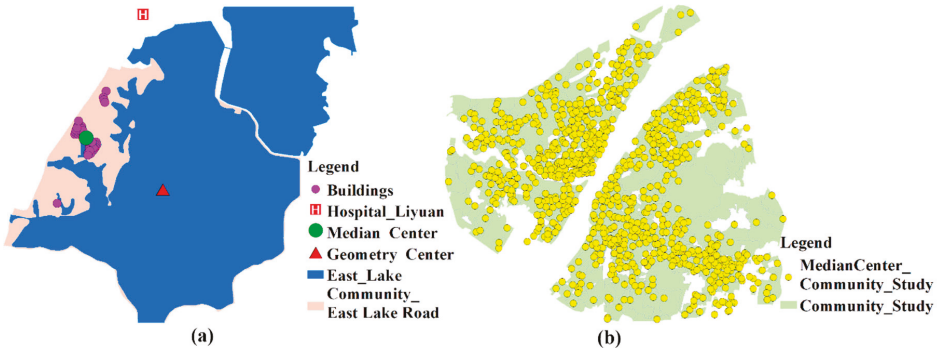 H
Legend
Buildings
H Hospital_Liyuan
Median Center
Geometry Center
East_Lake
Community_
East Lake Road
(a)
Legend
MedianCenter_
Community_Study
Community_Study
(b)